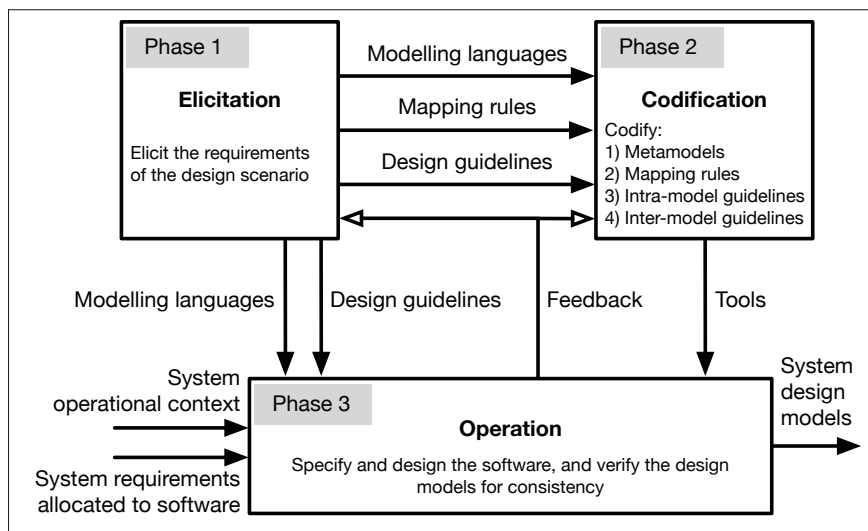 Phase 1
Elicitation
Elicit the requirements
of the design scenario
Modelling languages
Mapping rules
Design guidelines
Phase 2
Codification
Codify:
1) Metamodels
2) Mapping rules
3) Intra-model guidelines
4) Inter-model guidelines
Modelling languages
Design guidelines
Feedback
Tools
System
operational context
System requirements
allocated to software
Phase 3
Operation
Specify and design the software, and verify the design
models for consistency
System
design
models